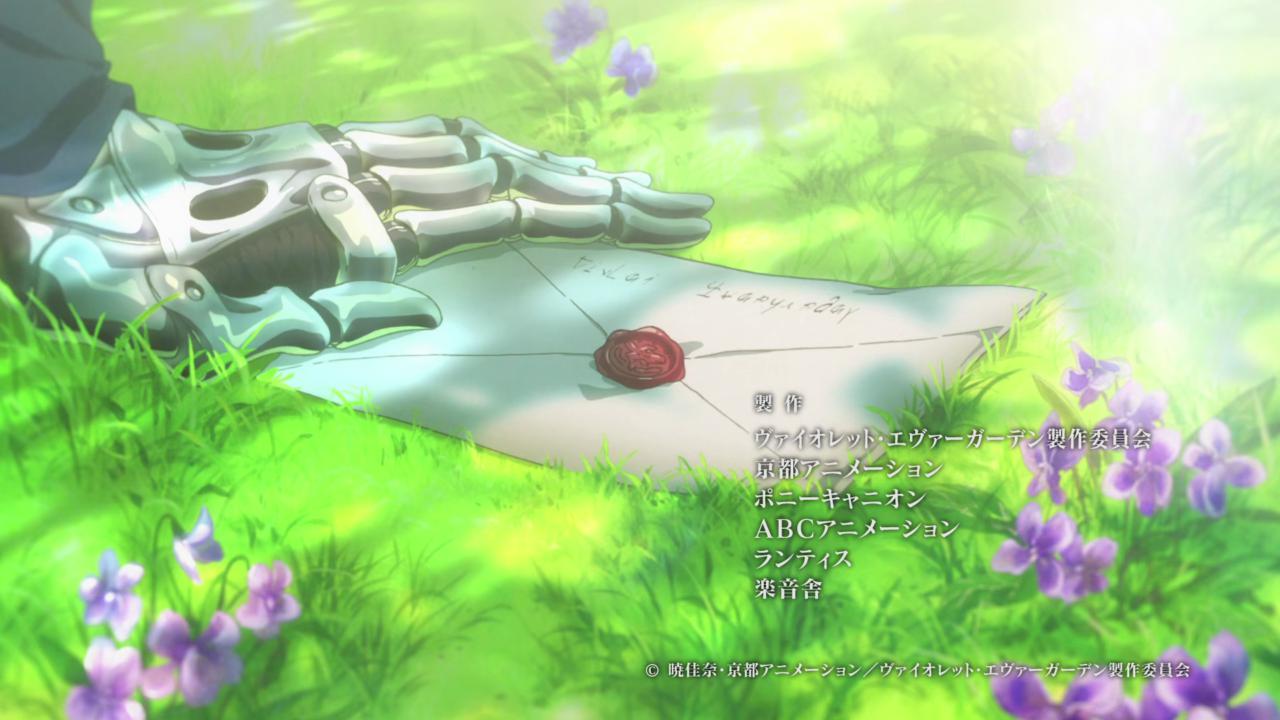 製作
ヴァイオレット・エヴァーガーデン製作委員会
京都アニメーション
ポニーキャニオン
ABCアニメーション
ランティス
楽音舎
© 暁佳奈・京都アニメーション／ヴァイオレット・エヴァーガーデン製作委員会